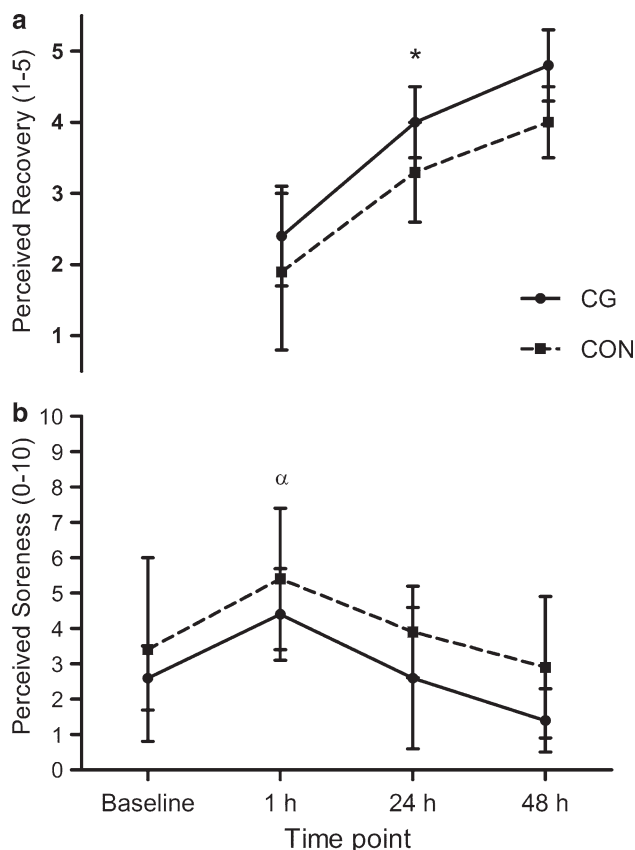 a
Perceived Recovery (1-5)
5
4
3
2
1
*
CG
CON
b
Perceived Soreness (0-10)
10
9
8
7
6
5
4
3
2
1
0
α
Baseline 1 h 24 h 48 h
Time point